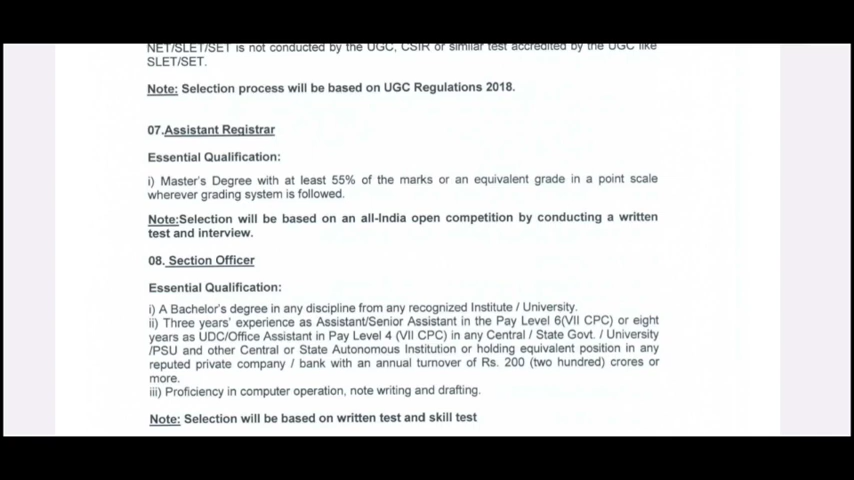 NET/SLET/SET is not conducted by the UGC, CSIR or similar test accredited by the UGC like
SLET/SET.
Note: Selection process will be based on UGC Regulations 2018.
07.Assistant Registrar
Essential Qualification:
i) Master's Degree with at least 55% of the marks or an equivalent grade in a point scale
wherever grading system is followed.
Note:Selection will be based on an all-India open competition by conducting a written
test and interview.
08. Section Officer
Essential Qualification:
i) A Bachelor's degree in any discipline from any recognized Institute / University.
ii) Three years' experience as Assistant/Senior Assistant in the Pay Level 6(VII CPC) or eight
years as UDC/Office Assistant in Pay Level 4 (VII CPC) in any Central / State Govt. / University
/PSU and other Central or State Autonomous Institution or holding equivalent position in any
reputed private company / bank with an annual turnover of Rs. 200 (two hundred) crores or
more.
iii) Proficiency in computer operation, note writing and drafting.
Note: Selection will be based on written test and skill test